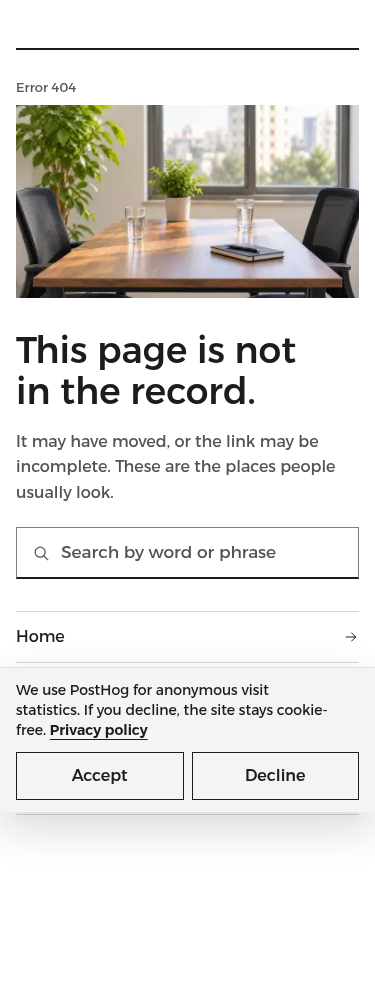 Error 404
This page is not
in the record.
It may have moved, or the link may be
incomplete. These are the places people
usually look.
Search by word or phrase
Home
We use PostHog for anonymous visit
statistics. If you decline, the site stays cookie-
free. Privacy policy
Accept
Decline